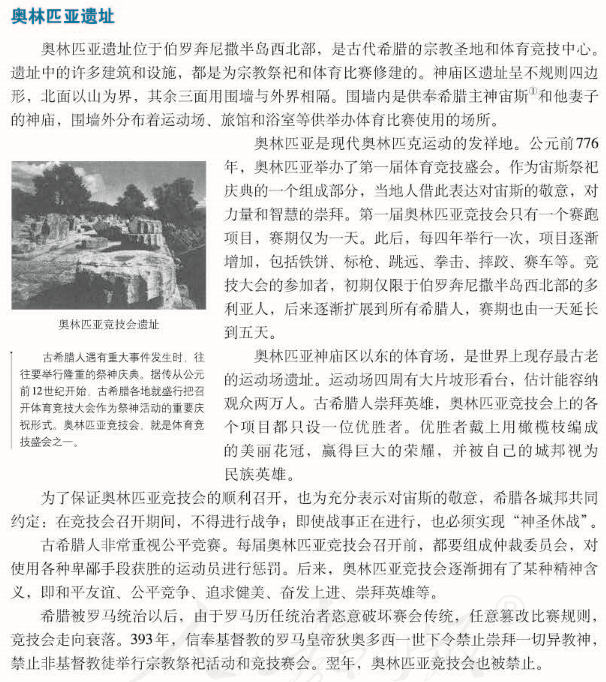 奥林匹亚遗址
奥林匹亚遗址位于伯罗奔尼撒半岛西北部，是古代希腊的宗教圣地和体育竞技中心。
遗址中的许多建筑和设施，都是为宗教祭祀和体育比赛修建的。神庙区遗址呈不规则四边
形，北面以山为界，其余三面用围墙与外界相隔。围墙内是供奉希腊主神宙斯①和他妻子
的神庙，围墙外分布着运动场、旅馆和浴室等供举办体育比赛使用的场所。
奥林匹亚是现代奥林匹克运动的发祥地。公元前776
年，奥林匹亚举办了第一届体育竞技盛会。作为宙斯祭祀
庆典的一个组成部分，当地人借此表达对宙斯的敬意，对
力量和智慧的崇拜。第一届奥林匹亚竞技会只有一个赛跑
项目，赛期仅为一天。此后，每四年举行一次，项目逐渐
增加，包括铁饼、标枪、跳远、拳击、摔跤、赛车等。竞
技大会的参加者，初期仅限于伯罗奔尼撒半岛西北部的多
利亚人，后来逐渐扩展到所有希腊人，赛期也由一天延长
到五天。
奥林匹亚竞技会遗址
古希腊人遇有重大事件发生时，往
往要举行隆重的祭神庆典。据传从公元
前12世纪开始，古希腊各地就盛行把召
开体育竞技大会作为祭神活动的重要庆
祝形式。奥林匹亚竞技会，就是体育竞
技盛会之一。
奥林匹亚神庙区以东的体育场，是世界上现存最古老
的运动场遗址。运动场四周有大片坡形看台，估计能容纳
观众两万人。古希腊人崇拜英雄，奥林匹亚竞技会上的各
个项目都只设一位优胜者。优胜者戴上用橄榄枝编成
的美丽花冠，赢得巨大的荣耀，并被自己的城邦视为
民族英雄。
为了保证奥林匹亚竞技会的顺利召开，也为充分表示对宙斯的敬意，希腊各城邦共同
约定：在竞技会召开期间，不得进行战争；即使战事正在进行，也必须实现“神圣休战”。
古希腊人非常重视公平竞赛。每届奥林匹亚竞技会召开前，都要组成仲裁委员会，对
使用各种卑鄙手段获胜的运动员进行惩罚。后来，奥林匹亚竞技会逐渐拥有了某种精神含
义，即和平友谊、公平竞争、追求健美、奋发上进、崇拜英雄等。
希腊被罗马统治以后，由于罗马历任统治者恣意破坏赛会传统，任意篡改比赛规则，
竞技会走向衰落。393年，信奉基督教的罗马皇帝狄奥多西一世下令禁止崇拜一切异教神，
禁止非基督教徒举行宗教祭祀活动和竞技赛会。翌年，奥林匹亚竞技会也被禁止。